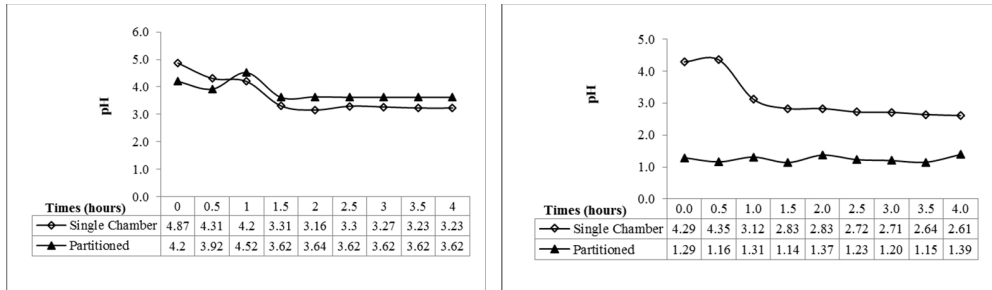 6.0
5.0
4.0
3.0
2.0
1.0
0.0
pH
Times (hours) 0 0.5 1 1.5 2 2.5 3 3.5 4
Single Chamber 4.87 4.31 4.2 3.31 3.16 3.3 3.27 3.23 3.23
Partitioned 4.2 3.92 4.52 3.62 3.64 3.62 3.62 3.62 3.62
5.0
4.0
3.0
2.0
1.0
0.0
pH
Times (hours) 0.0 0.5 1.0 1.5 2.0 2.5 3.0 3.5 4.0
Single Chamber 4.29 4.35 3.12 2.83 2.83 2.72 2.71 2.64 2.61
Partitioned 1.29 1.16 1.31 1.14 1.37 1.23 1.20 1.15 1.39